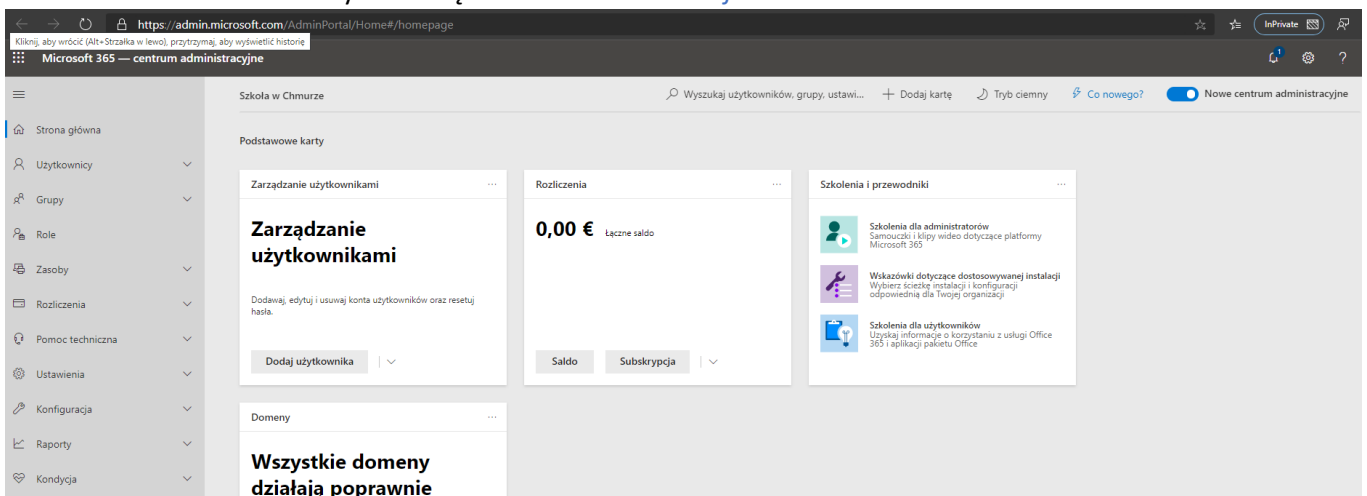 https://admin.microsoft.com/AdminPortal/Home#/homepage
InPrivate
Kliknij, aby wrócić (Alt+Strzałka w lewo), przytrzymaj, aby wyświetlić historię
Microsoft 365 — centrum administracyjne
1
?
Szkoła w Chmurze
Wyszukaj użytkowników, grupy, ustawi...
Dodaj kartę
Tryb ciemny
Co nowego?
Nowe centrum administracyjne
Strona główna
Użytkownicy
Grupy
Role
Zasoby
Rozliczenia
Pomoc techniczna
Ustawienia
Konfiguracja
Raporty
Kondycja
Podstawowe karty
Zarządzanie użytkownikami
...
Zarządzanie
użytkownikami
Dodawaj, edytuj i usuwaj konta użytkowników oraz resetuj
hasła.
Dodaj użytkownika
Rozliczenia
...
0,00 € Łączne saldo
Saldo
Subskrypcja
Szkolenia i przewodniki
...
Szkolenia dla administratorów
Samouczki i klipy wideo dotyczące platformy
Microsoft 365
Wskazówki dotyczące dostosowywanej instalacji
Wybierz ścieżkę instalacji i konfiguracji
odpowiednią dla Twojej organizacji
Szkolenia dla użytkowników
Uzyskaj informacje o korzystaniu z usługi Office
365 i aplikacji pakietu Office
Domeny
...
Wszystkie domeny
działają poprawnie